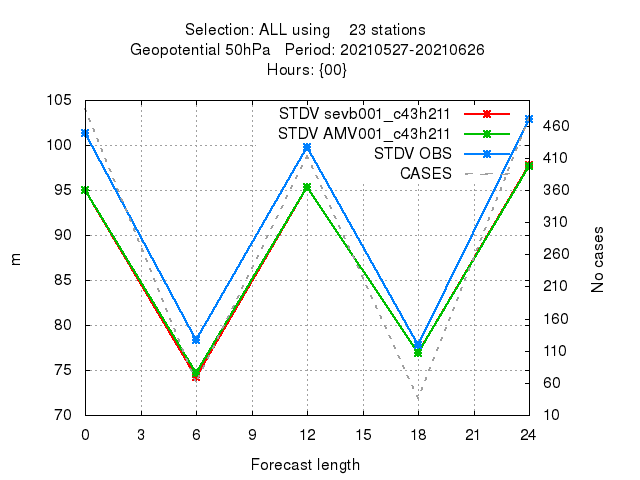 Selection: ALL using 23 stations
Geopotential 50hPa Period: 20210527-20210626
Hours: {00}
STDV sevb001_c43h211
STDV AMV001_c43h211
STDV OBS
CASES
105
100
95
90
85
80
75
70
m
460
410
360
310
260
210
160
110
60
10
No cases
0 3 6 9 12 15 18 21 24
Forecast length